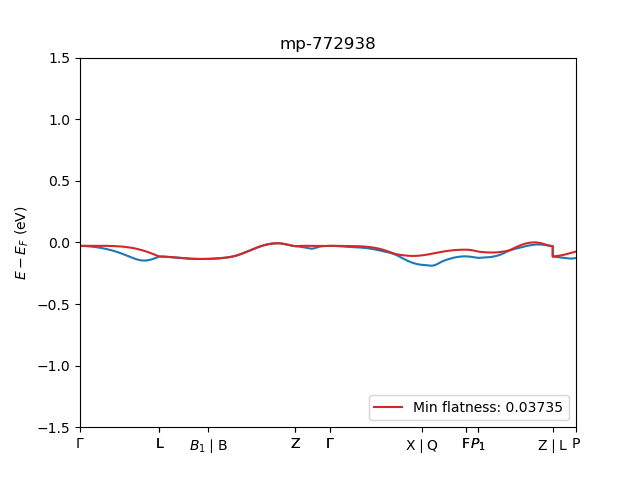 mp-772938
E − E_F (eV)
1.5
1.0
0.5
0.0
−0.5
−1.0
−1.5
Min flatness: 0.03735
Γ L B₁ | B Z Γ X | Q F P₁ Z | L P